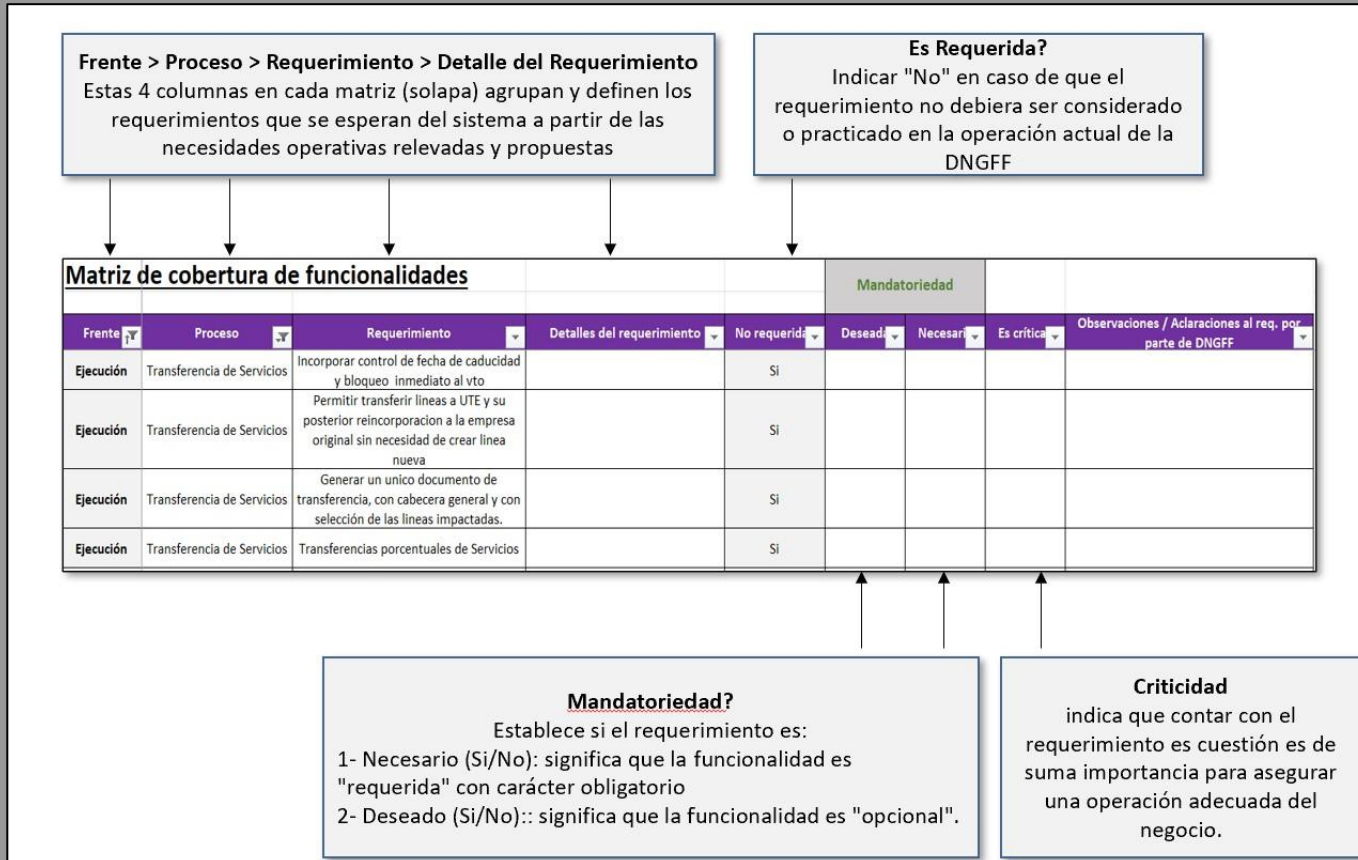 Frente > Proceso > Requerimiento > Detalle del Requerimiento
Estas 4 columnas en cada matriz (solapa) agrupan y definen los
requerimientos que se esperan del sistema a partir de las
necesidades operativas relevadas y propuestas
Es Requerida?
Indicar "No" en caso de que el
requerimiento no debiera ser considerado
o practicado en la operación actual de la
DNGFF
Matriz de cobertura de funcionalidades
Mandatoriedad
Frente Proceso Requerimiento Detalles del requerimiento No requerida Deseada Necesari Es crítica Observaciones / Aclaraciones al req. por
parte de DNGFF
Ejecución Transferencia de Servicios Incorporar control de fecha de caducidad
y bloqueo inmediato al vto Si
Ejecución Transferencia de Servicios Permitir transferir lineas a UTE y su
posterior reincorporacion a la empresa
original sin necesidad de crear linea
nueva Si
Ejecución Transferencia de Servicios Generar un unico documento de
transferencia, con cabecera general y con
selección de las lineas impactadas. Si
Ejecución Transferencia de Servicios Transferencias porcentuales de Servicios Si
Mandatoriedad?
Establece si el requerimiento es:
1- Necesario (Si/No): significa que la funcionalidad es
"requerida" con carácter obligatorio
2- Deseado (Si/No):: significa que la funcionalidad es "opcional".
Criticidad
indica que contar con el
requerimiento es cuestión es de
suma importancia para asegurar
una operación adecuada del
negocio.